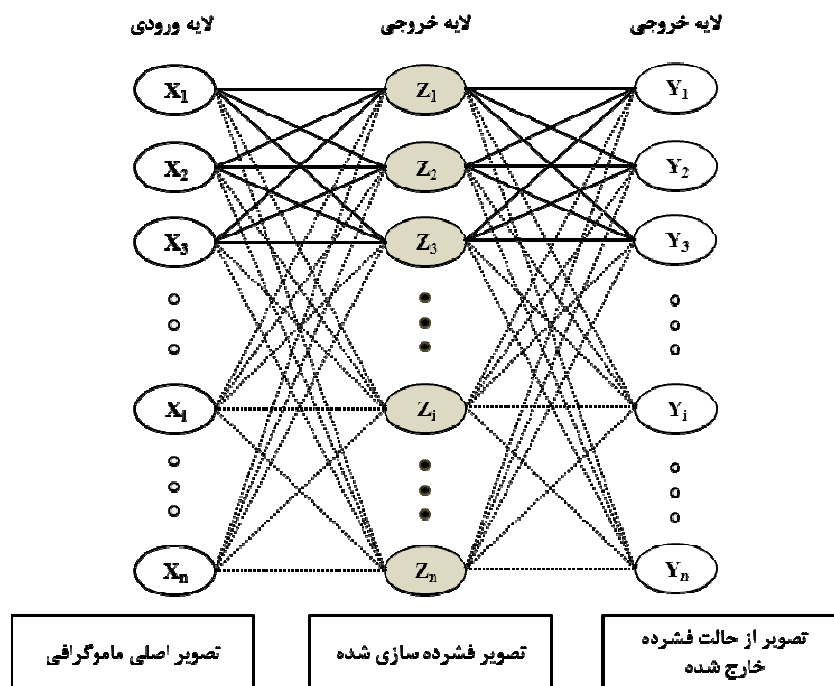 لایه ورودی
لایه خروجی
لایه خروجی
X1 Z1 Y1
X2 Z2 Y2
X3 Z3 Y3
Xi Zi Yi
Xn Zn Yn
تصویر اصلی ماموگرافی
تصویر فشرده سازی شده
تصویر از حالت فشرده
خارج شده